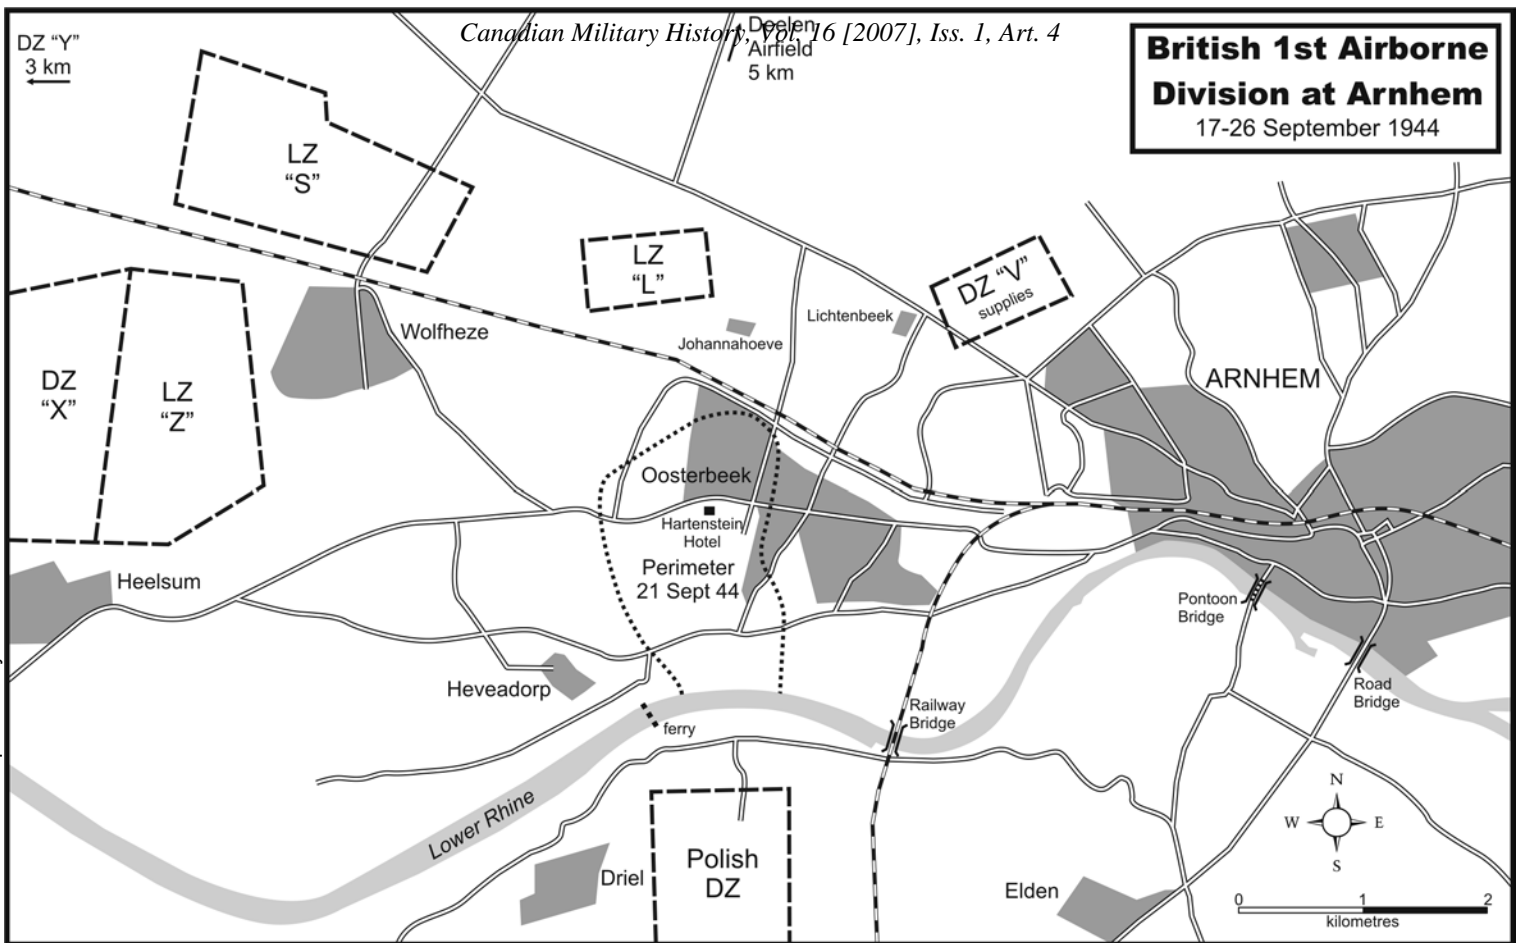 Canadian Military History, Vol. 16 [2007], Iss. 1, Art. 4
DZ “Y”
3 km
Deelen
Airfield
5 km
British 1st Airborne
Division at Arnhem
17-26 September 1944
LZ
“S”
LZ
“L”
DZ “V”
supplies
Lichtenbeek
Johannahoeve
Wolfheze
DZ
“X”
LZ
“Z”
ARNHEM
Oosterbeek
Hartenstein
Hotel
Perimeter
21 Sept 44
Heelsum
Pontoon
Bridge
Heveadorp
Road
Bridge
Railway
Bridge
ferry
Lower Rhine
Polish
DZ
Driel
Elden
N
W E
S
0 1 2
kilometres